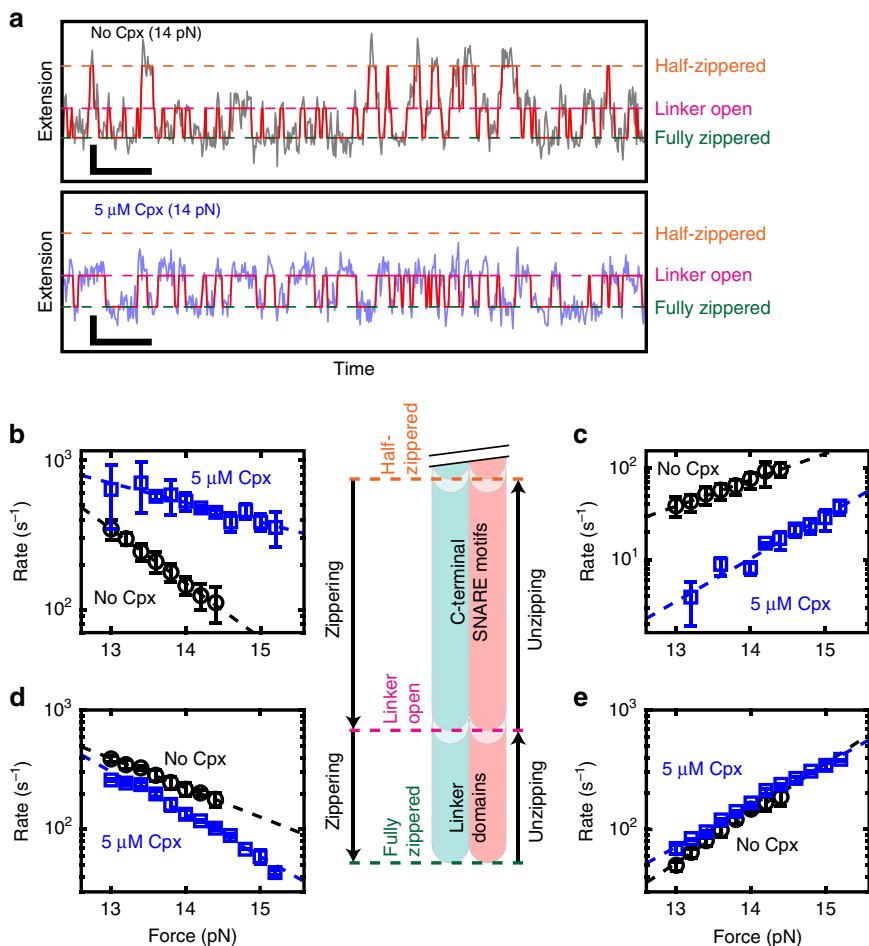 a
No Cpx (14 pN)
Extension
Half-zippered
Linker open
Fully zippered
5 μM Cpx (14 pN)
Extension
Half-zippered
Linker open
Fully zippered
Time
b
Rate (s⁻¹)
10³
10²
5 μM Cpx
No Cpx
13 14 15
Half-
zippered
Zippering
C-terminal
SNARE motifs
Unzipping
Linker
open
Zippering
Fully
zippered
Linker
domains
Unzipping
c
Rate (s⁻¹)
10²
10¹
No Cpx
5 μM Cpx
13 14 15
d
Rate (s⁻¹)
10³
10²
No Cpx
5 μM Cpx
13 14 15
Force (pN)
e
Rate (s⁻¹)
10³
10²
5 μM Cpx
No Cpx
13 14 15
Force (pN)